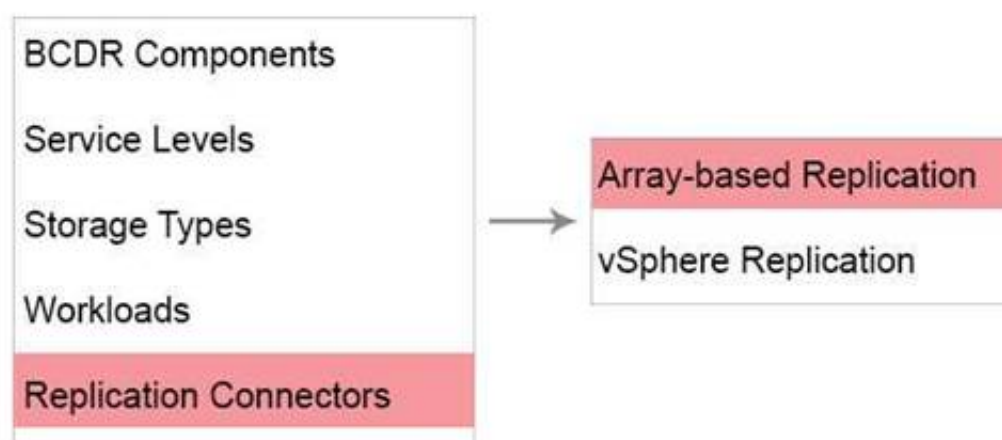 BCDR Components
Service Levels
Storage Types
Workloads
Replication Connectors
Array-based Replication
vSphere Replication